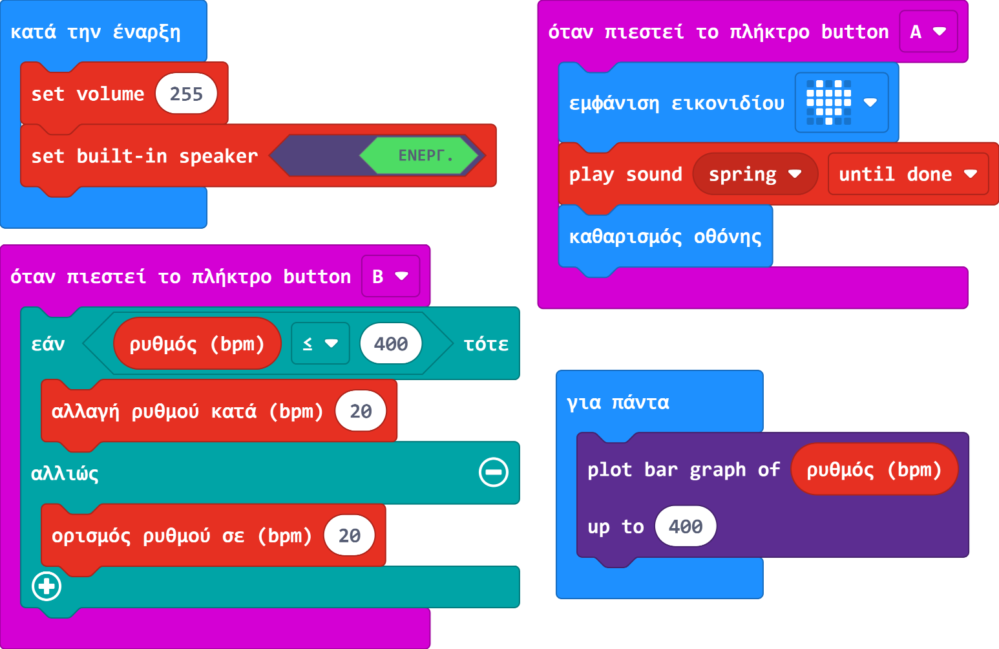 κατά την έναρξη
set volume 255
set built-in speaker ΕΝΕΡΓ.
όταν πιεστεί το πλήκτρο button A
εμφάνιση εικονιδίου
play sound spring until done
καθαρισμός οθόνης
όταν πιεστεί το πλήκτρο button B
εάν ρυθμός (bpm) ≤ 400 τότε
αλλαγή ρυθμού κατά (bpm) 20
αλλιώς
ορισμός ρυθμού σε (bpm) 20
για πάντα
plot bar graph of ρυθμός (bpm)
up to 400